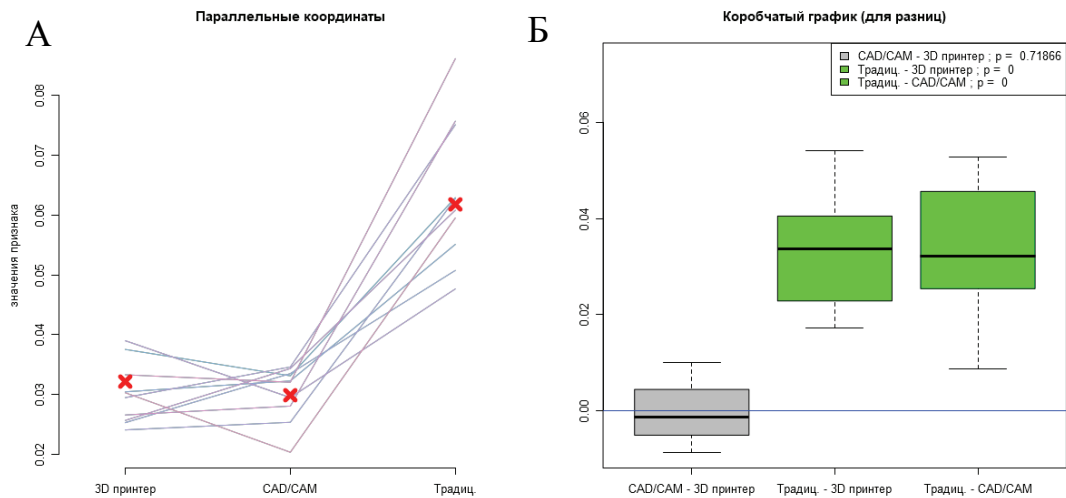 А
Параллельные координаты
значения признака
0.08
0.07
0.06
0.05
0.04
0.03
0.02
3D принтер
CAD/CAM
Традиц.
Б
Коробчатый график (для разниц)
CAD/CAM - 3D принтер ; p = 0.71866
Традиц. - 3D принтер ; p = 0
Традиц. - CAD/CAM ; p = 0
0.06
0.04
0.02
0.00
CAD/CAM - 3D принтер
Традиц. - 3D принтер
Традиц. - CAD/CAM